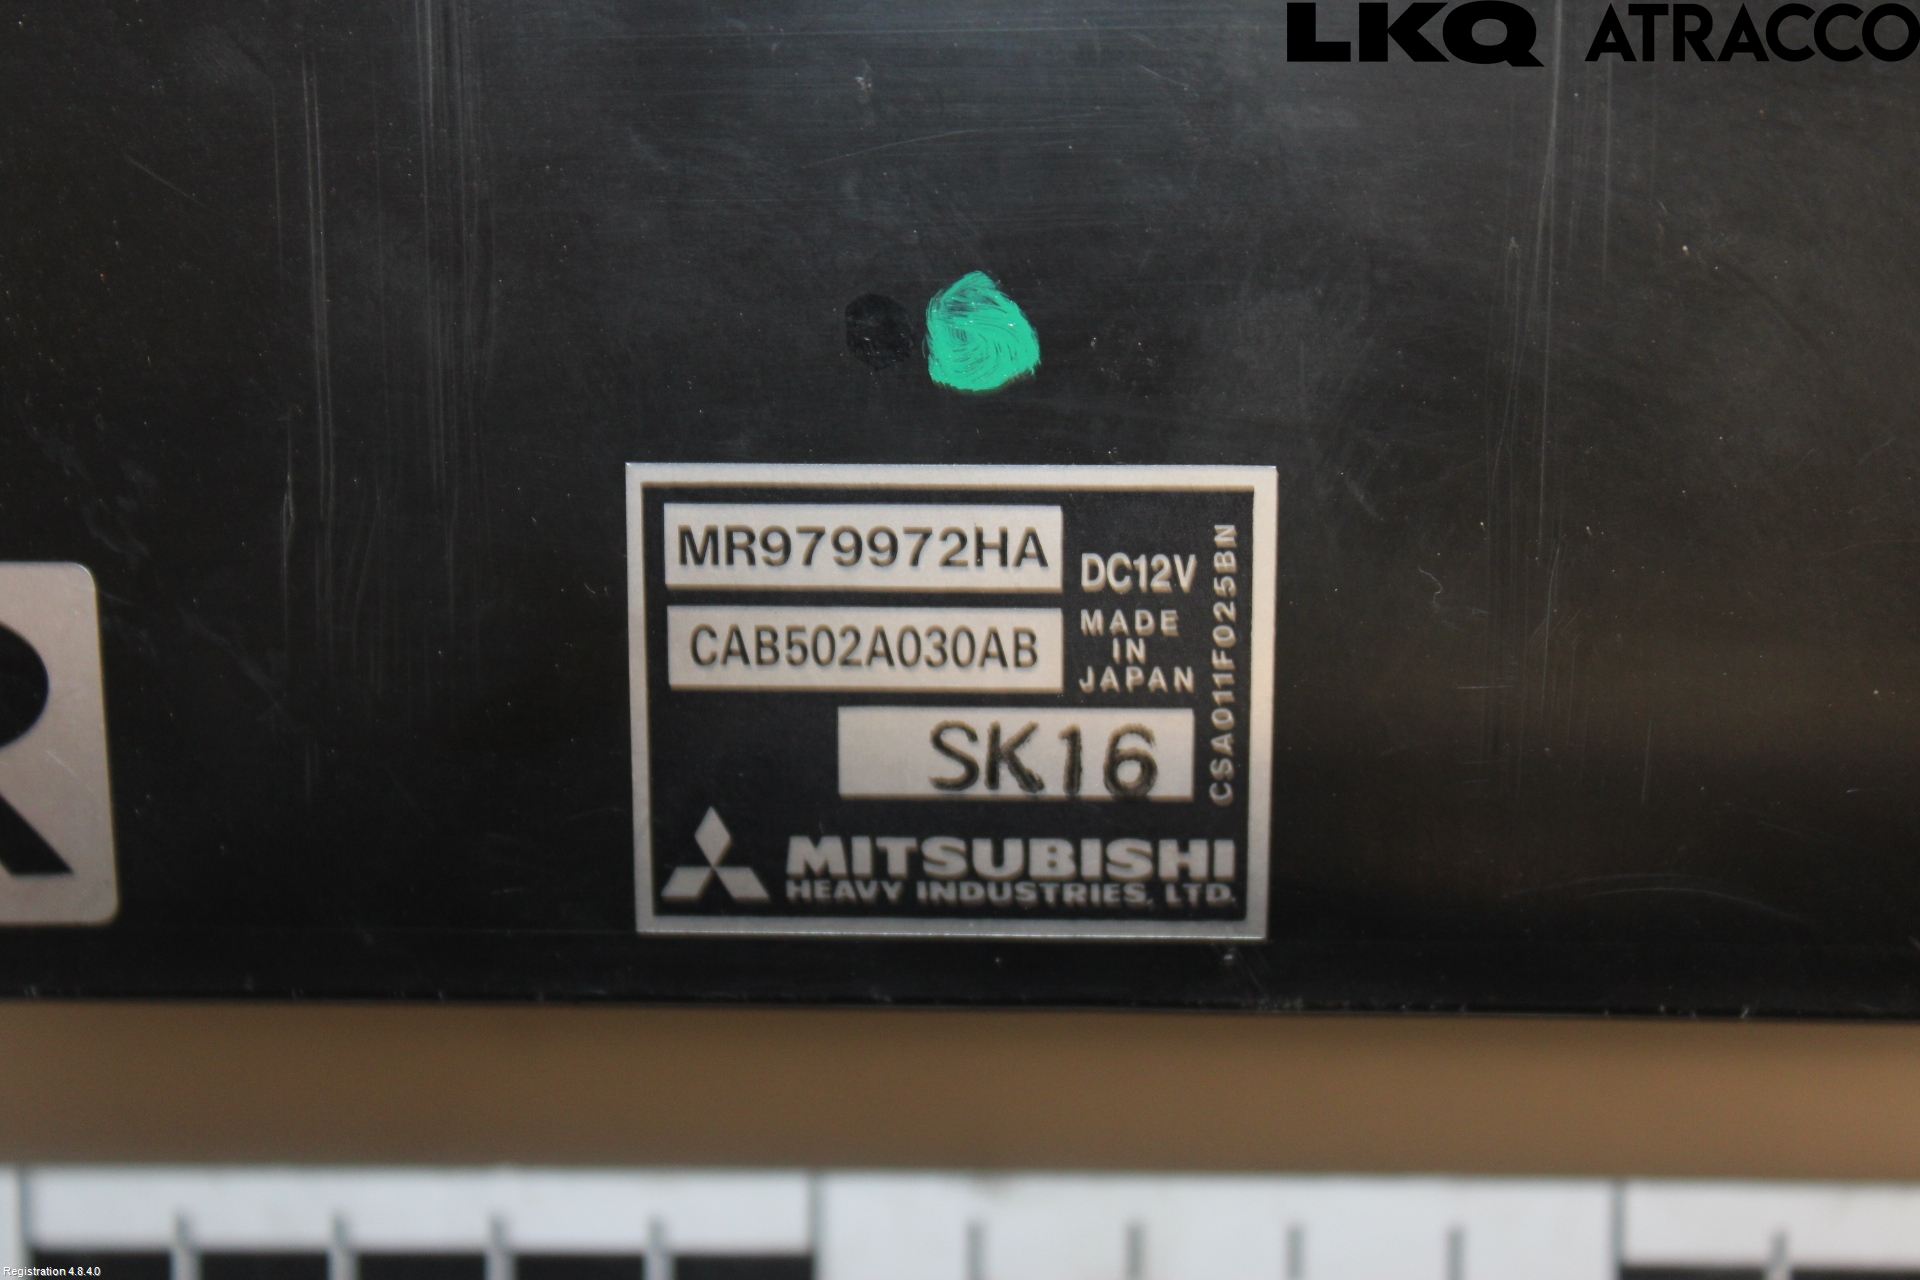 LKQ ATRACCO
MR979972HA
CAB502A030AB
DC12V
MADE
IN
JAPAN
SK16
CSA011F025BN
MITSUBISHI
HEAVY INDUSTRIES, LTD.
R
Registration 4.8.4.0